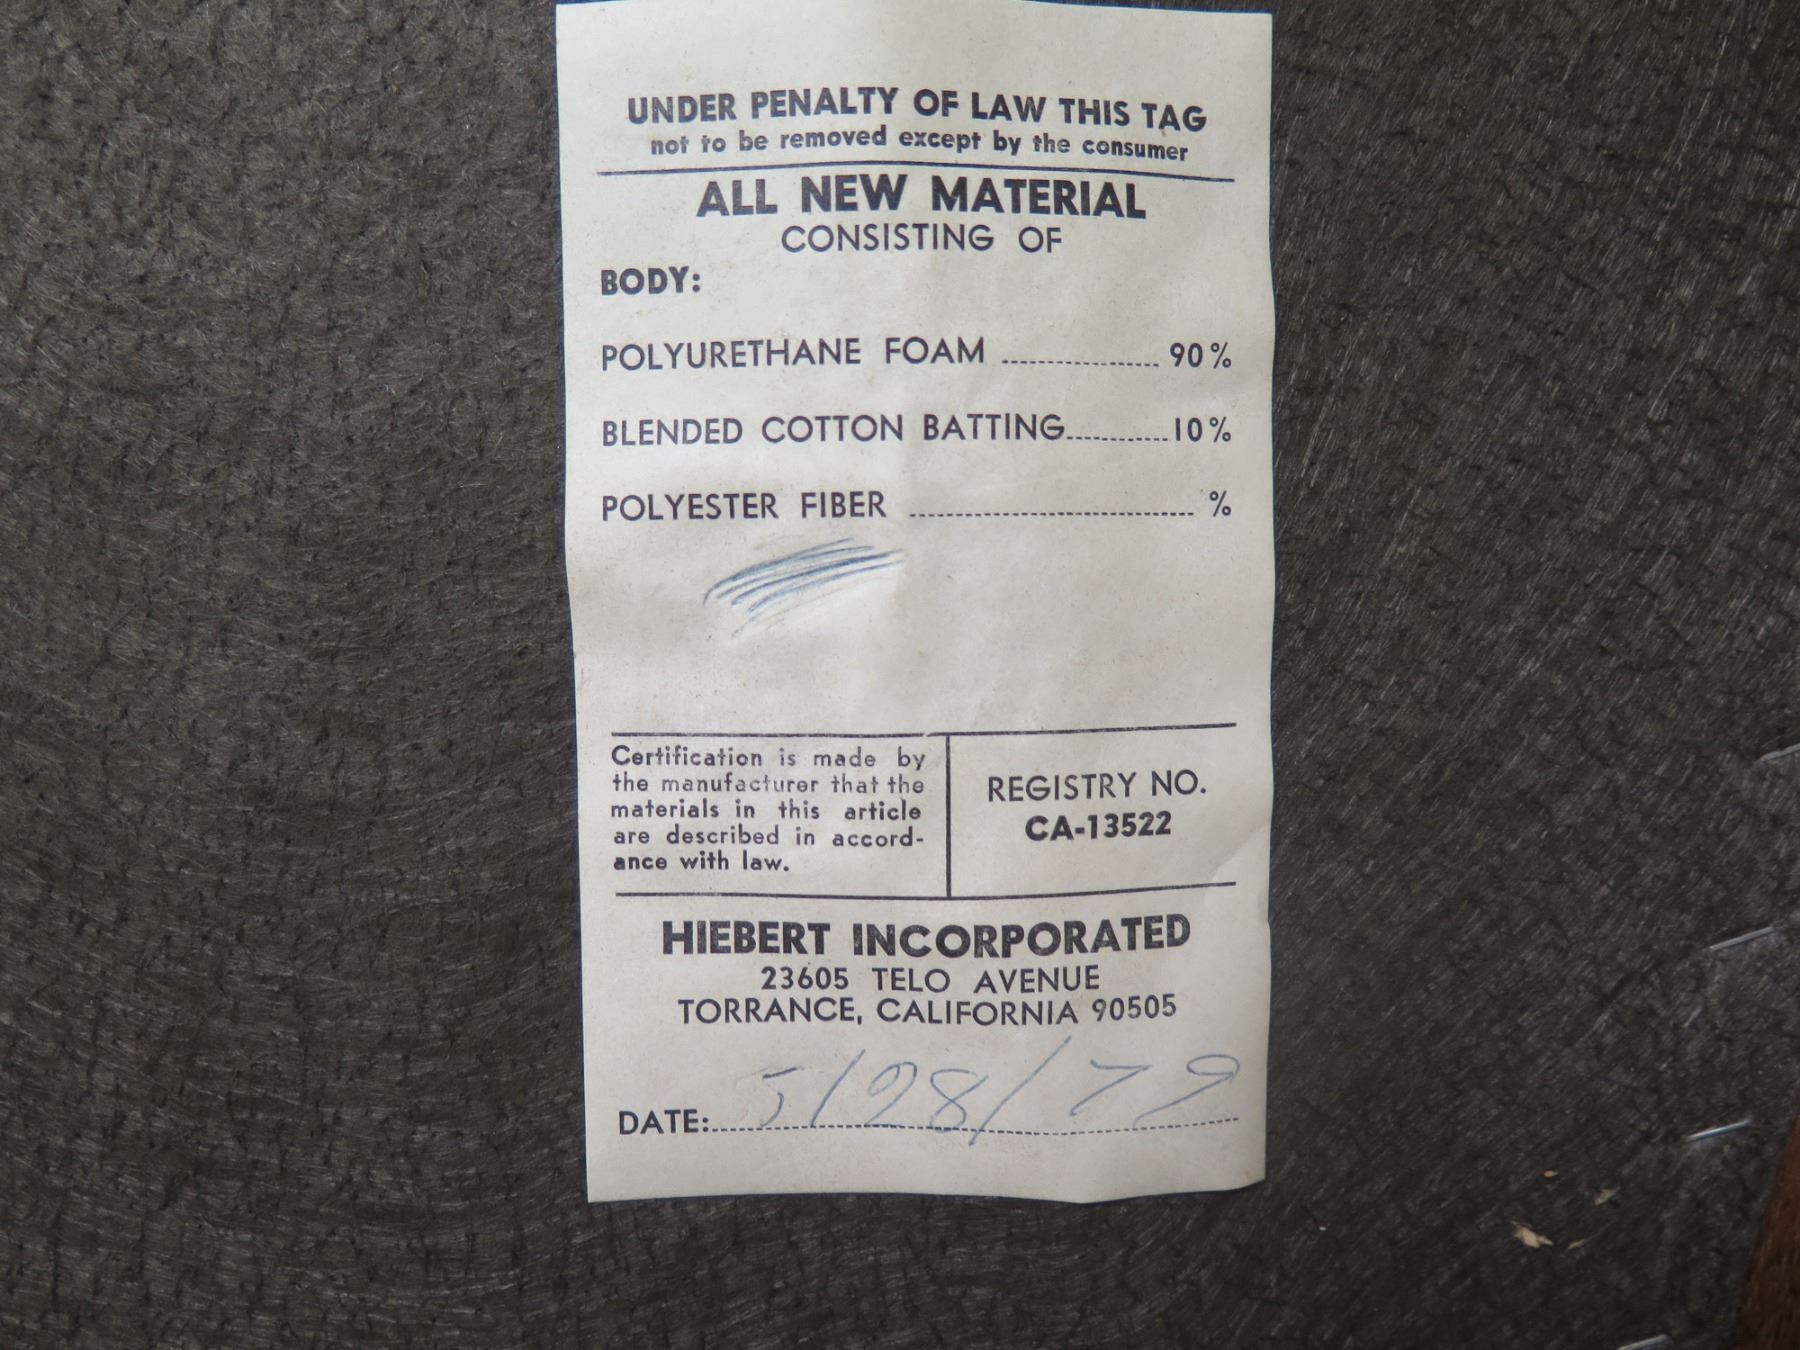 UNDER PENALTY OF LAW THIS TAG
not to be removed except by the consumer
ALL NEW MATERIAL
CONSISTING OF
BODY:
POLYURETHANE FOAM ................ 90%
BLENDED COTTON BATTING............ 10%
POLYESTER FIBER .............................. %
Certification is made by
the manufacturer that the
materials in this article
are described in accord-
ance with law.
REGISTRY NO.
CA-13522
HIEBERT INCORPORATED
23605 TELO AVENUE
TORRANCE, CALIFORNIA 90505
DATE: 5/28/79